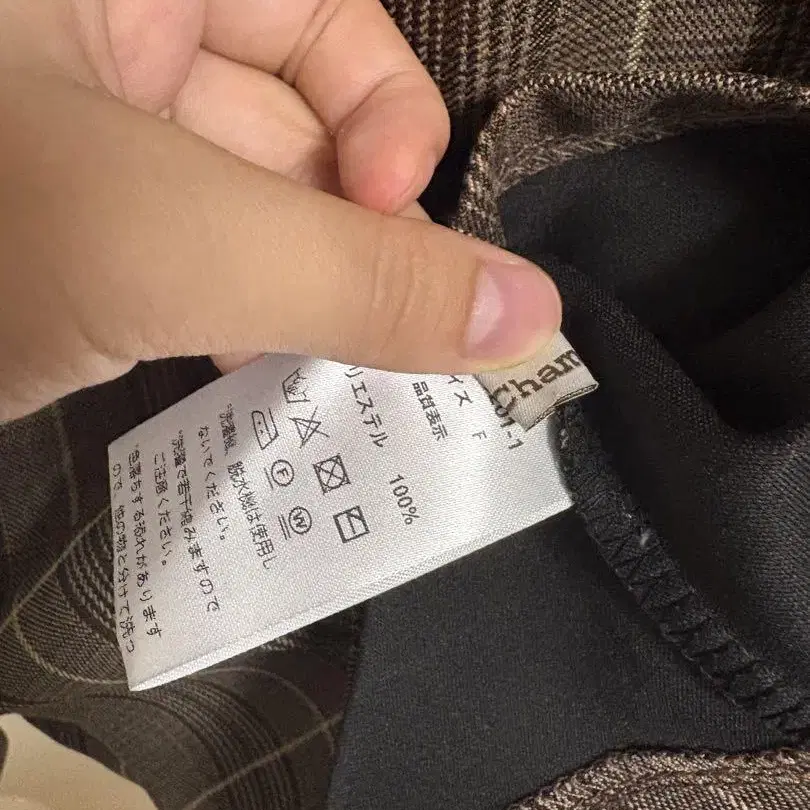 Cham
01-1
イズ F
品質表示
リエステル 100%
F
W
*洗濯機、脱水機は使用し
ないでください。
*洗濯で若干縮みますので
ご注意ください。
*色落ちする恐れがあります
ので 他の物と分けて洗っ